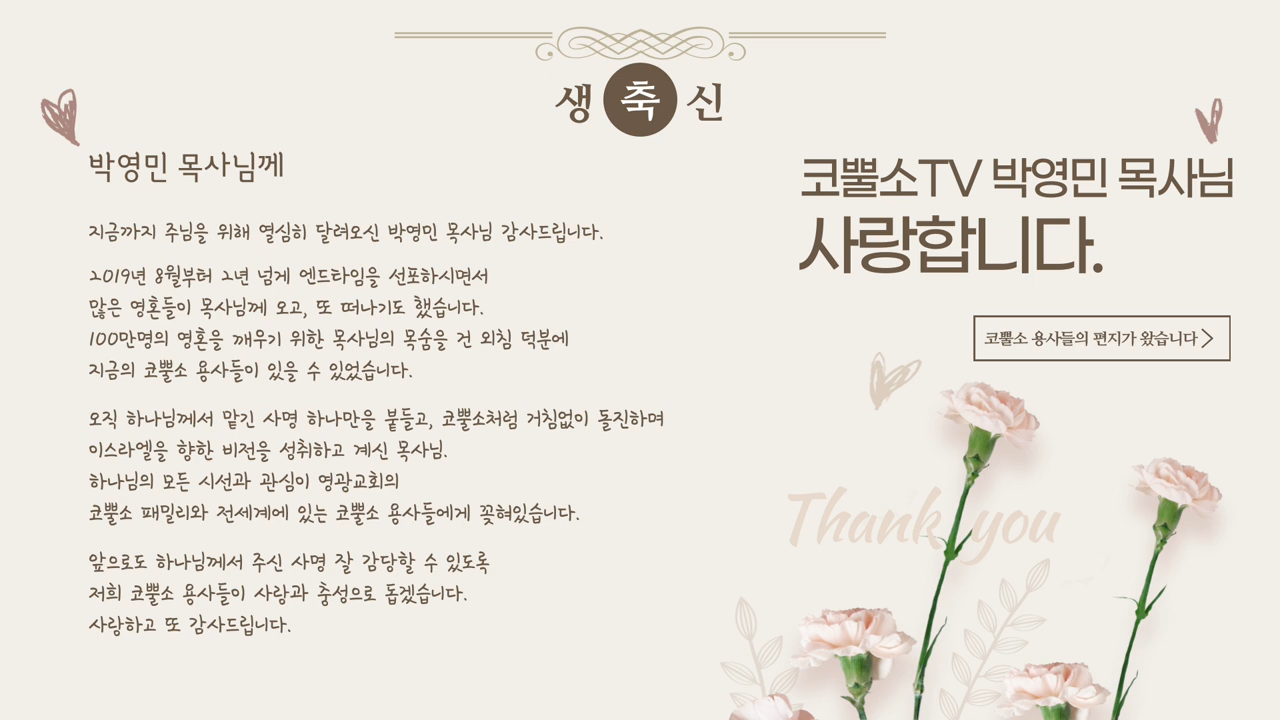 생 축 신
박영민 목사님께
지금까지 주님을 위해 열심히 달려오신 박영민 목사님 감사드립니다.
2019년 8월부터 2년 넘게 엔드타임을 선포하시면서
많은 영혼들이 목사님께 오고, 또 떠나기도 했습니다.
100만명의 영혼을 깨우기 위한 목사님의 목숨을 건 외침 덕분에
지금의 코뿔소 용사들이 있을 수 있었습니다.
오직 하나님께서 맡긴 사명 하나만을 붙들고, 코뿔소처럼 거침없이 돌진하며
이스라엘을 향한 비전을 성취하고 계신 목사님.
하나님의 모든 시선과 관심이 영광교회의
코뿔소 패밀리와 전세계에 있는 코뿔소 용사들에게 꽂혀있습니다.
앞으로도 하나님께서 주신 사명 잘 감당할 수 있도록
저희 코뿔소 용사들이 사랑과 충성으로 돕겠습니다.
사랑하고 또 감사드립니다.
코뿔소TV 박영민 목사님
사랑합니다.
코뿔소 용사들의 편지가 왔습니다 >
Thank you